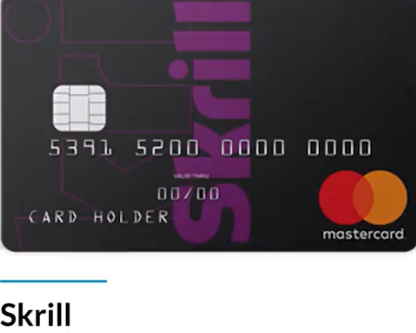 Skrill
5391 5200 0000 0000
VALID THRU
00/00
CARD HOLDER
mastercard
Skrill